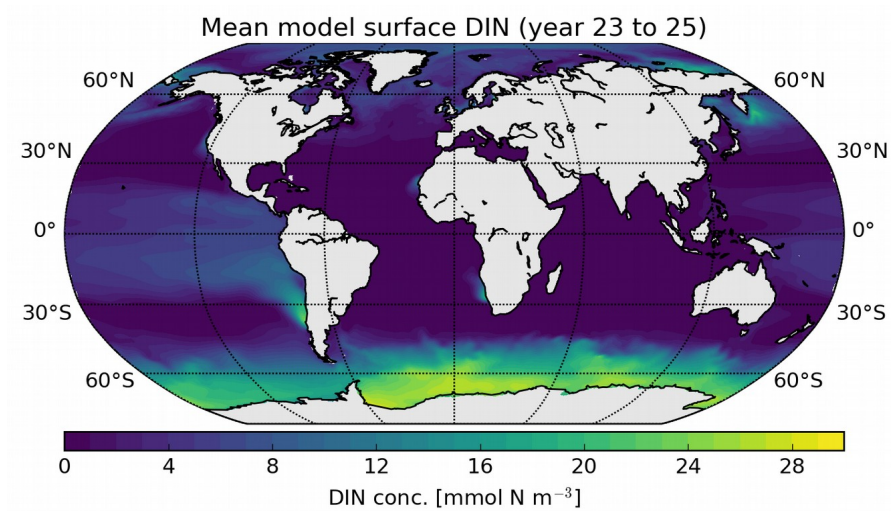 Mean model surface DIN (year 23 to 25)
60°N 60°N
30°N 30°N
0° 0°
30°S 30°S
60°S 60°S
0 4 8 12 16 20 24 28
DIN conc. [mmol N m⁻³]